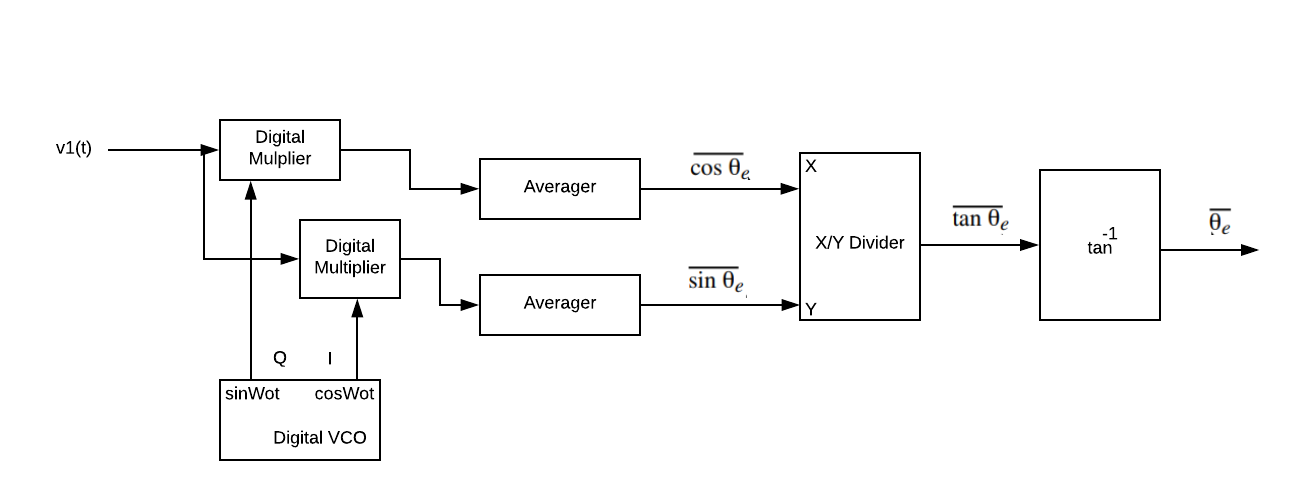 v1(t)
Digital
Mulplier
Digital
Multiplier
Averager
Averager
cos θe
sin θe
X
X/Y Divider
Y
tan θe
-1
tan
θe
Q I
sinWot cosWot
Digital VCO